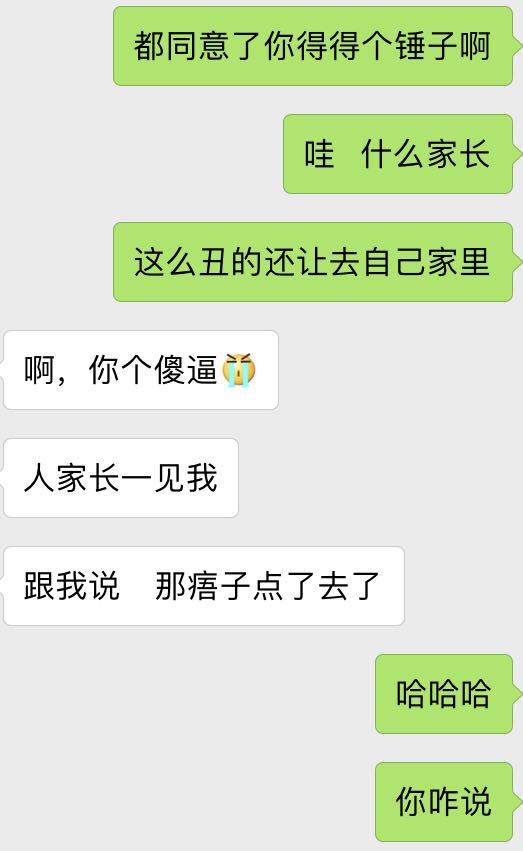 都同意了你得得个锤子啊
哇 什么家长
这么丑的还让去自己家里
啊，你个傻逼😭
人家长一见我
跟我说 那痦子点了去了
哈哈哈
你咋说